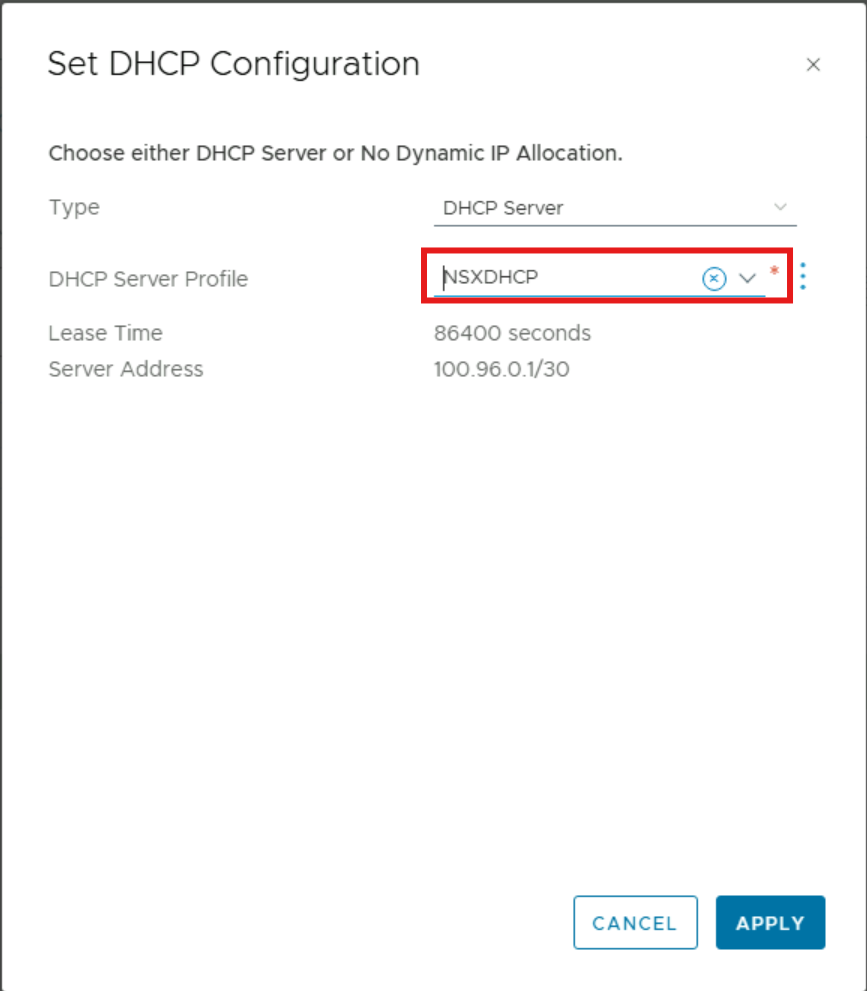 Set DHCP Configuration
Choose either DHCP Server or No Dynamic IP Allocation.
Type DHCP Server
DHCP Server Profile NSXDHCP *
Lease Time 86400 seconds
Server Address 100.96.0.1/30
CANCEL APPLY